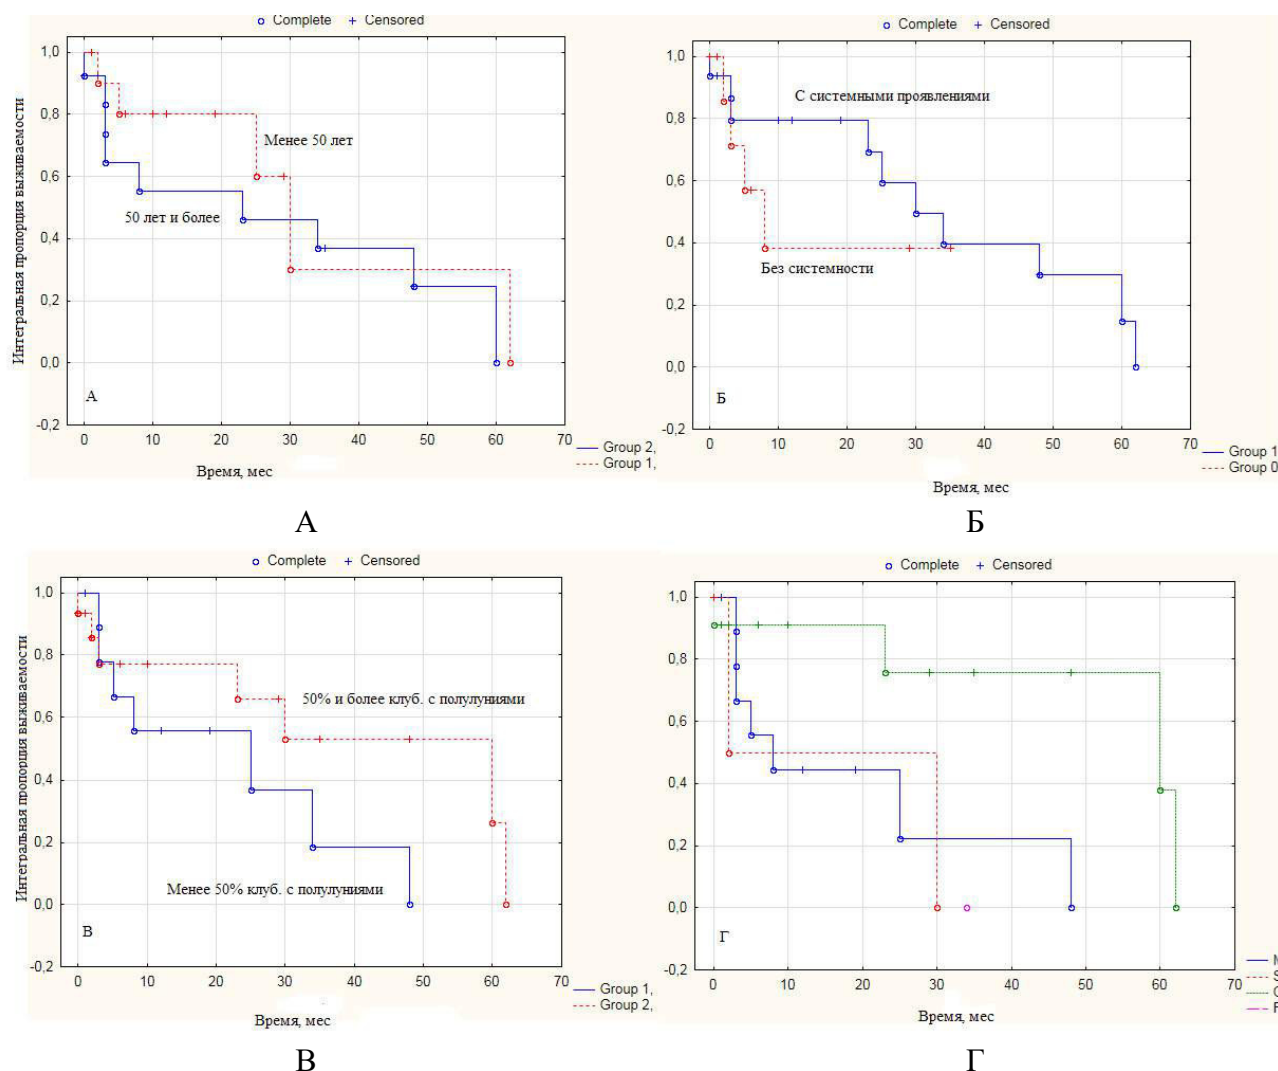 Complete Censored
Интегральная пропорция выживаемости
1,0
0,8
0,6
0,4
0,2
0,0
-0,2
Менее 50 лет
50 лет и более
А
0 10 20 30 40 50 60 70
Group 2,
Group 1,
Время, мес
А
Complete Censored
1,0
0,8
0,6
0,4
0,2
0,0
-0,2
С системными проявлениями
Без системности
Б
0 10 20 30 40 50 60 70
Group 1
Group 0
Время, мес
Б
Complete Censored
Интегральная пропорция выживаемости
1,0
0,8
0,6
0,4
0,2
0,0
-0,2
50% и более клуб. с полулуниями
Менее 50% клуб. с полулуниями
В
0 10 20 30 40 50 60 70
Group 1,
Group 2,
Время, мес
В
Complete Censored
1,0
0,8
0,6
0,4
0,2
0,0
-0,2
Г
0 10 20 30 40 50 60 70
Время, мес
Г